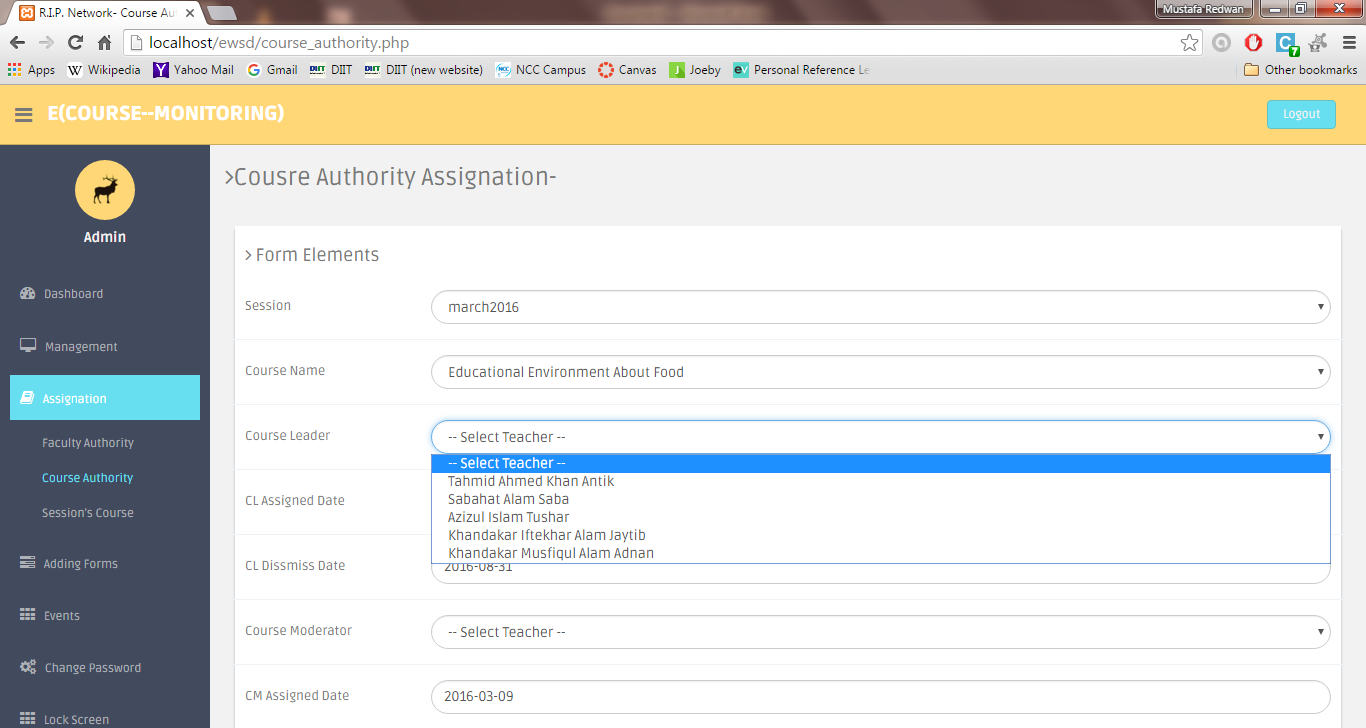 R.I.P. Network- Course Aut
Mustafa Redwan
localhost/ewsd/course_authority.php
7
Apps Wikipedia Yahoo Mail Gmail DIIT DIIT (new website) NCC Campus Canvas Joeby Personal Reference Le Other bookmarks
E(COURSE--MONITORING)
Logout
Admin
Dashboard
Management
Assignation
Faculty Authority
Course Authority
Session's Course
Adding Forms
Events
Change Password
Lock Screen
>Cousre Authority Assignation-
> Form Elements
Session
march2016
Course Name
Educational Environment About Food
Course Leader
-- Select Teacher --
-- Select Teacher --
Tahmid Ahmed Khan Antik
Sabahat Alam Saba
Azizul Islam Tushar
Khandakar Iftekhar Alam Jaytib
Khandakar Musfiqul Alam Adnan
CL Assigned Date
CL Dissmiss Date
2016-08-31
Course Moderator
-- Select Teacher --
CM Assigned Date
2016-03-09